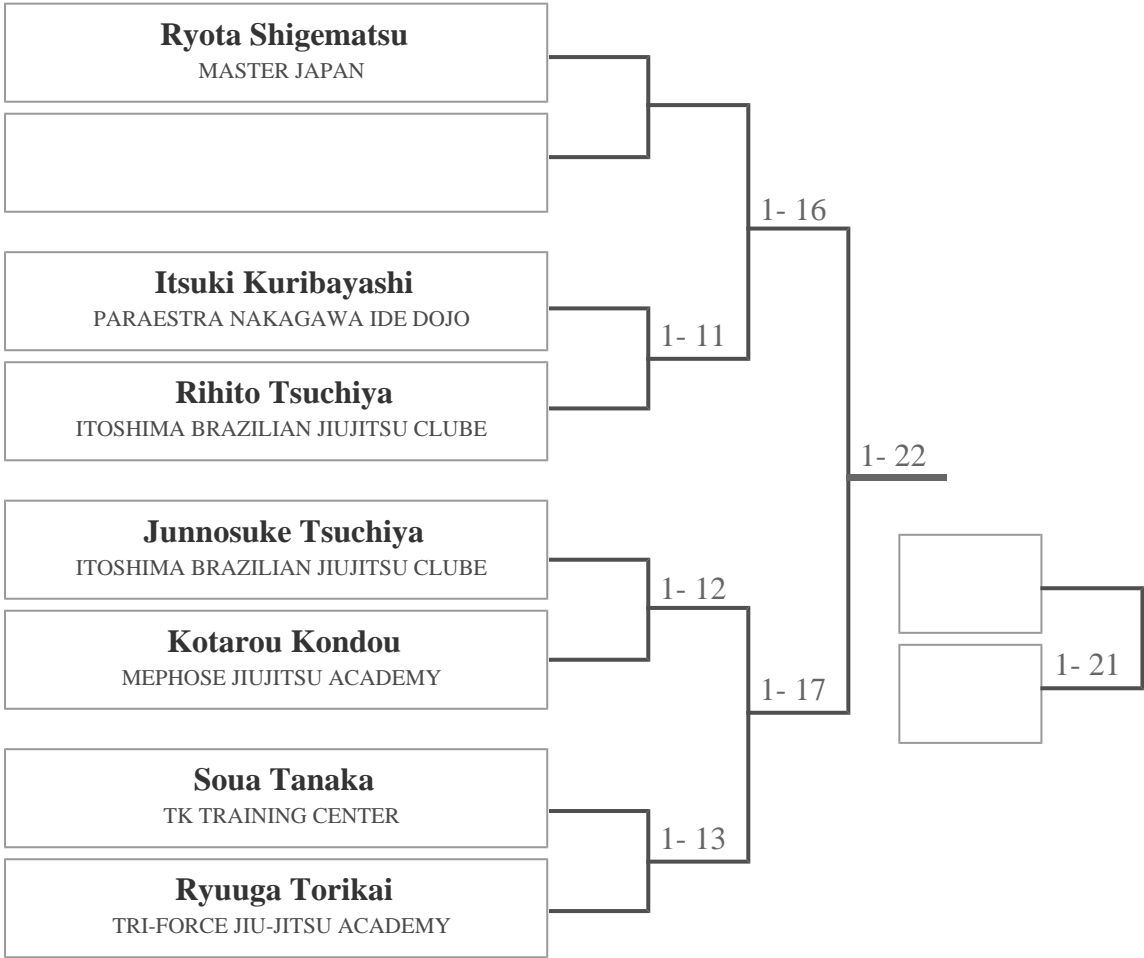 Ryota Shigematsu
MASTER JAPAN
1- 16
Itsuki Kuribayashi
PARAESTRA NAKAGAWA IDE DOJO
1- 11
Rihito Tsuchiya
ITOSHIMA BRAZILIAN JIUJITSU CLUBE
1- 22
Junnosuke Tsuchiya
ITOSHIMA BRAZILIAN JIUJITSU CLUBE
1- 12
Kotarou Kondou
MEPHOSE JIUJITSU ACADEMY
1- 21
1- 17
Soua Tanaka
TK TRAINING CENTER
1- 13
Ryuuga Torikai
TRI-FORCE JIU-JITSU ACADEMY